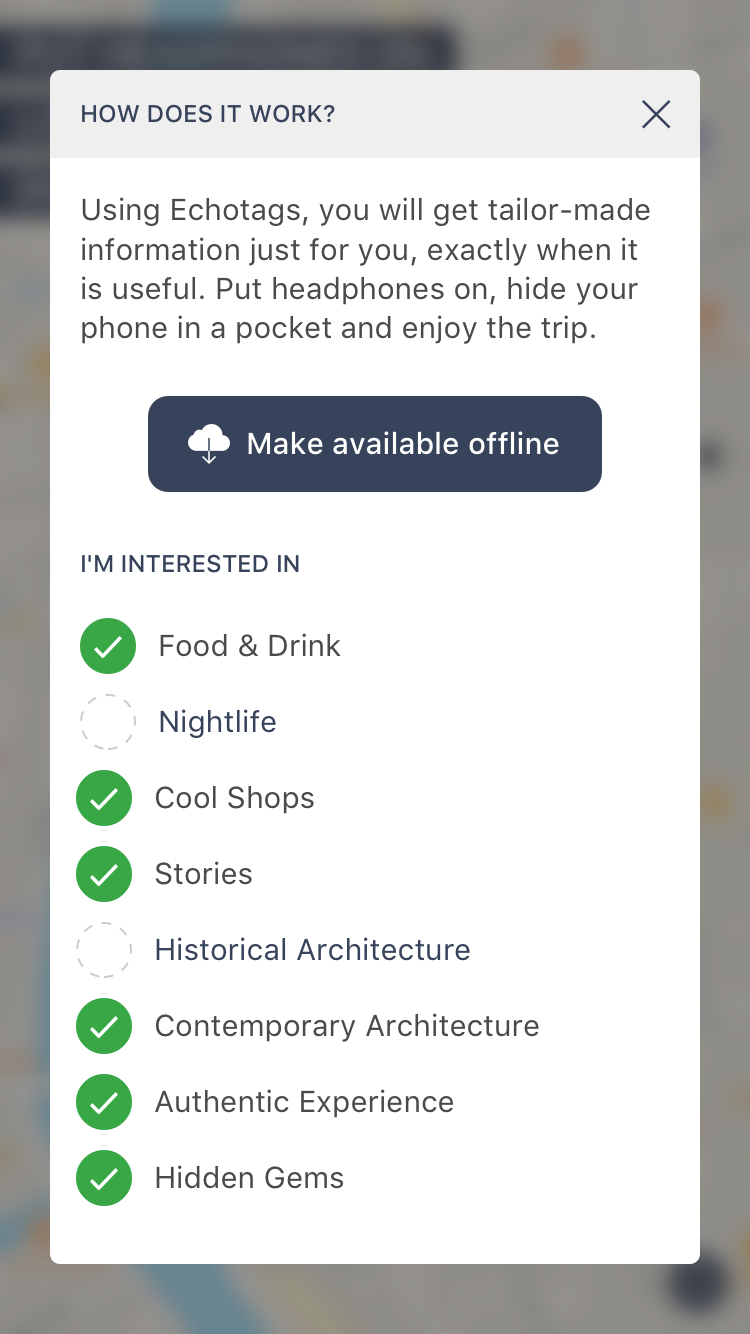 HOW DOES IT WORK?
Using Echotags, you will get tailor-made
information just for you, exactly when it
is useful. Put headphones on, hide your
phone in a pocket and enjoy the trip.
Make available offline
I'M INTERESTED IN
Food & Drink
Nightlife
Cool Shops
Stories
Historical Architecture
Contemporary Architecture
Authentic Experience
Hidden Gems